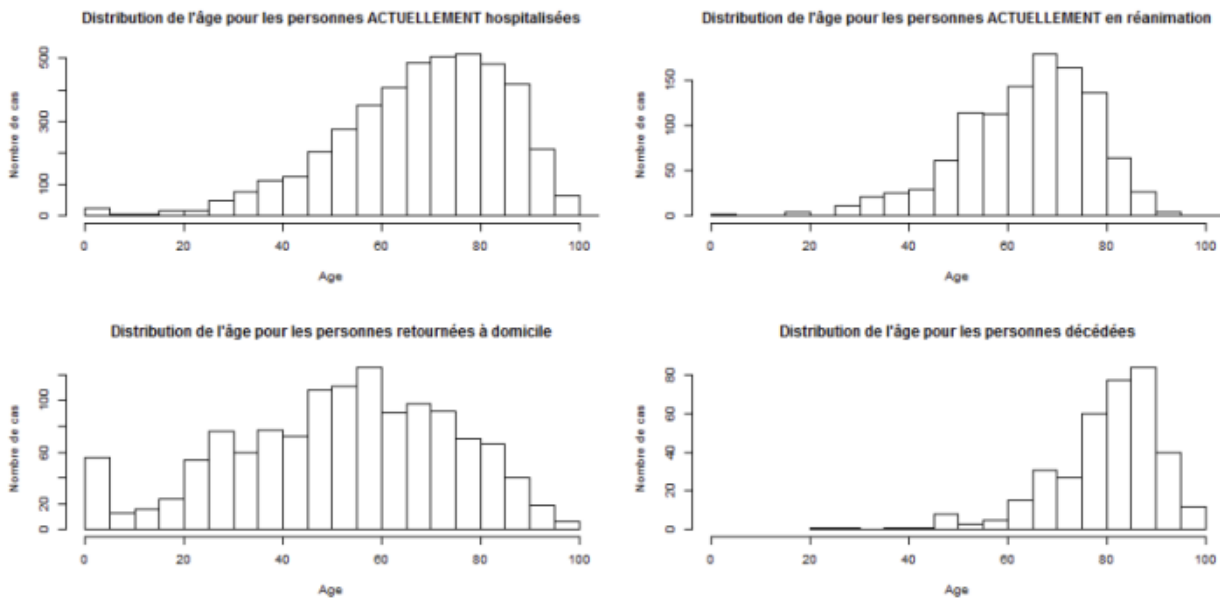 Distribution de l'âge pour les personnes ACTUELLEMENT hospitalisées
Nombre de cas
500
300
100
0
0 20 40 60 80 100
Age
Distribution de l'âge pour les personnes ACTUELLEMENT en réanimation
Nombre de cas
150
100
50
0
0 20 40 60 80 100
Age
Distribution de l'âge pour les personnes retournées à domicile
Nombre de cas
100
60
20
0
0 20 40 60 80 100
Age
Distribution de l'âge pour les personnes décédées
Nombre de cas
80
60
40
20
0
0 20 40 60 80 100
Age